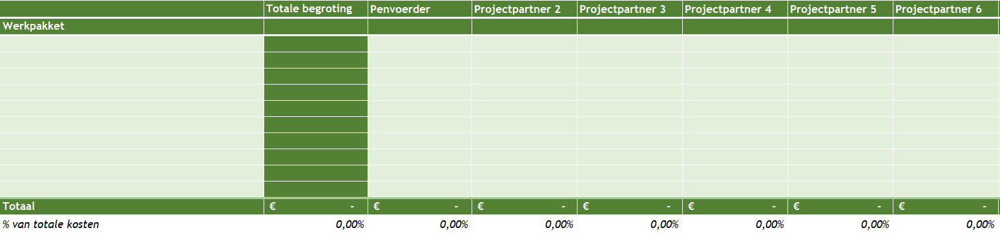 Totale begroting Penvoerder Projectpartner 2 Projectpartner 3 Projectpartner 4 Projectpartner 5 Projectpartner 6
Werkpakket
Totaal € - € - € - € - € - € - € -
% van totale kosten 0,00% 0,00% 0,00% 0,00% 0,00% 0,00% 0,00%